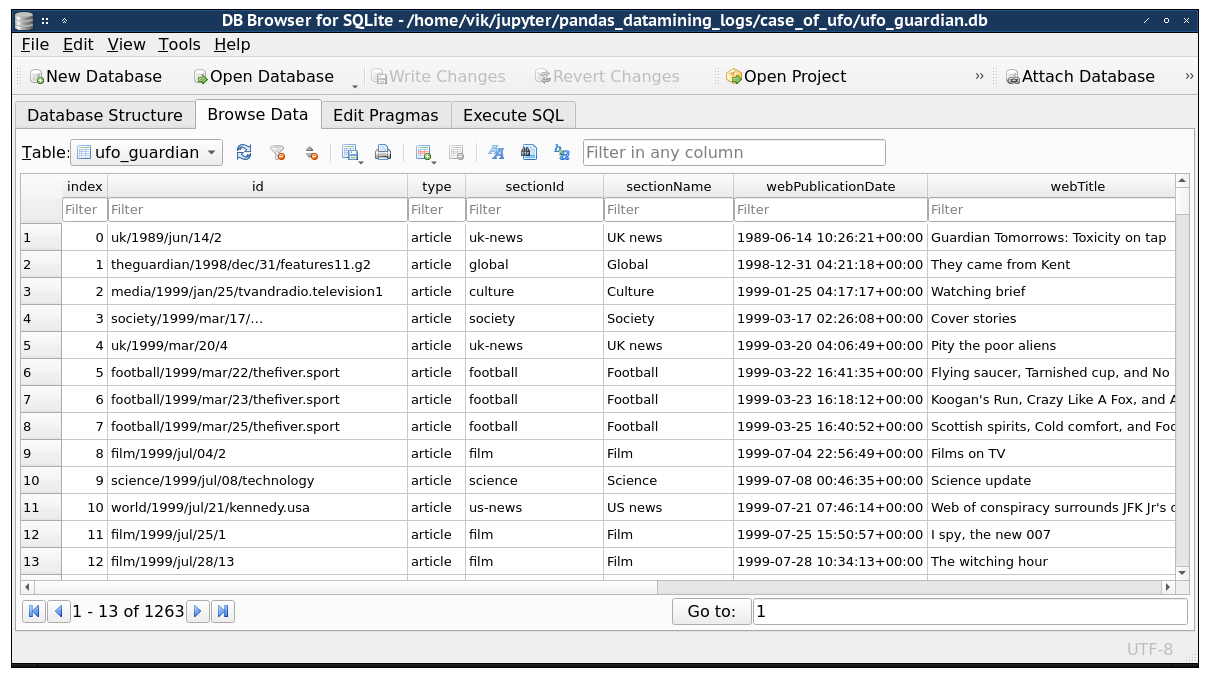 DB Browser for SQLite - /home/vik/jupyter/pandas_datamining_logs/case_of_ufo/ufo_guardian.db
File Edit View Tools Help
New Database Open Database Write Changes Revert Changes Open Project » Attach Database »
Database Structure Browse Data Edit Pragmas Execute SQL
Table: ufo_guardian Filter in any column
index id type sectionId sectionName webPublicationDate webTitle
Filter Filter Filter Filter Filter Filter Filter
1 0 uk/1989/jun/14/2 article uk-news UK news 1989-06-14 10:26:21+00:00 Guardian Tomorrows: Toxicity on tap
2 1 theguardian/1998/dec/31/features11.g2 article global Global 1998-12-31 04:21:18+00:00 They came from Kent
3 2 media/1999/jan/25/tvandradio.television1 article culture Culture 1999-01-25 04:17:17+00:00 Watching brief
4 3 society/1999/mar/17/... article society Society 1999-03-17 02:26:08+00:00 Cover stories
5 4 uk/1999/mar/20/4 article uk-news UK news 1999-03-20 04:06:49+00:00 Pity the poor aliens
6 5 football/1999/mar/22/thefiver.sport article football Football 1999-03-22 16:41:35+00:00 Flying saucer, Tarnished cup, and No
7 6 football/1999/mar/23/thefiver.sport article football Football 1999-03-23 16:18:12+00:00 Koogan's Run, Crazy Like A Fox, and A
8 7 football/1999/mar/25/thefiver.sport article football Football 1999-03-25 16:40:52+00:00 Scottish spirits, Cold comfort, and Foo
9 8 film/1999/jul/04/2 article film Film 1999-07-04 22:56:49+00:00 Films on TV
10 9 science/1999/jul/08/technology article science Science 1999-07-08 00:46:35+00:00 Science update
11 10 world/1999/jul/21/kennedy.usa article us-news US news 1999-07-21 07:46:14+00:00 Web of conspiracy surrounds JFK Jr's
12 11 film/1999/jul/25/1 article film Film 1999-07-25 15:50:57+00:00 I spy, the new 007
13 12 film/1999/jul/28/13 article film Film 1999-07-28 10:34:13+00:00 The witching hour
1 - 13 of 1263 Go to: 1
UTF-8